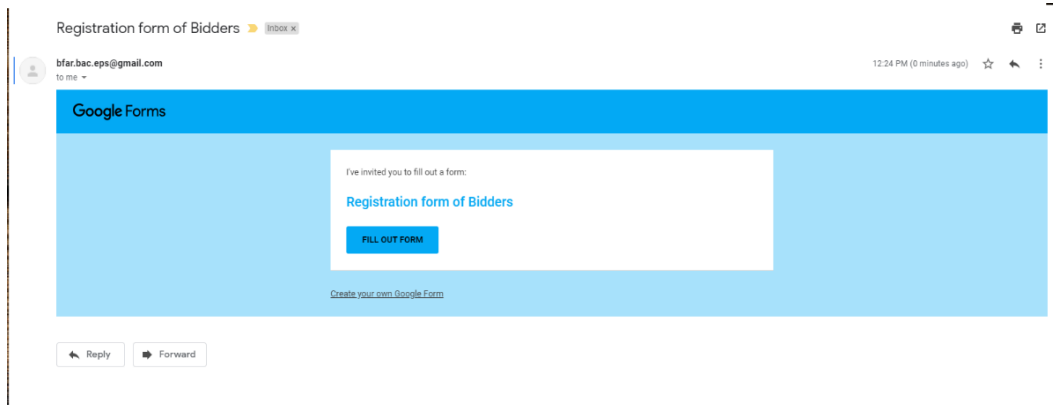 Registration form of Bidders Inbox x
bfar.bac.eps@gmail.com 12:24 PM (0 minutes ago)
to me
Google Forms
I've invited you to fill out a form:
Registration form of Bidders
FILL OUT FORM
Create your own Google Form
Reply Forward